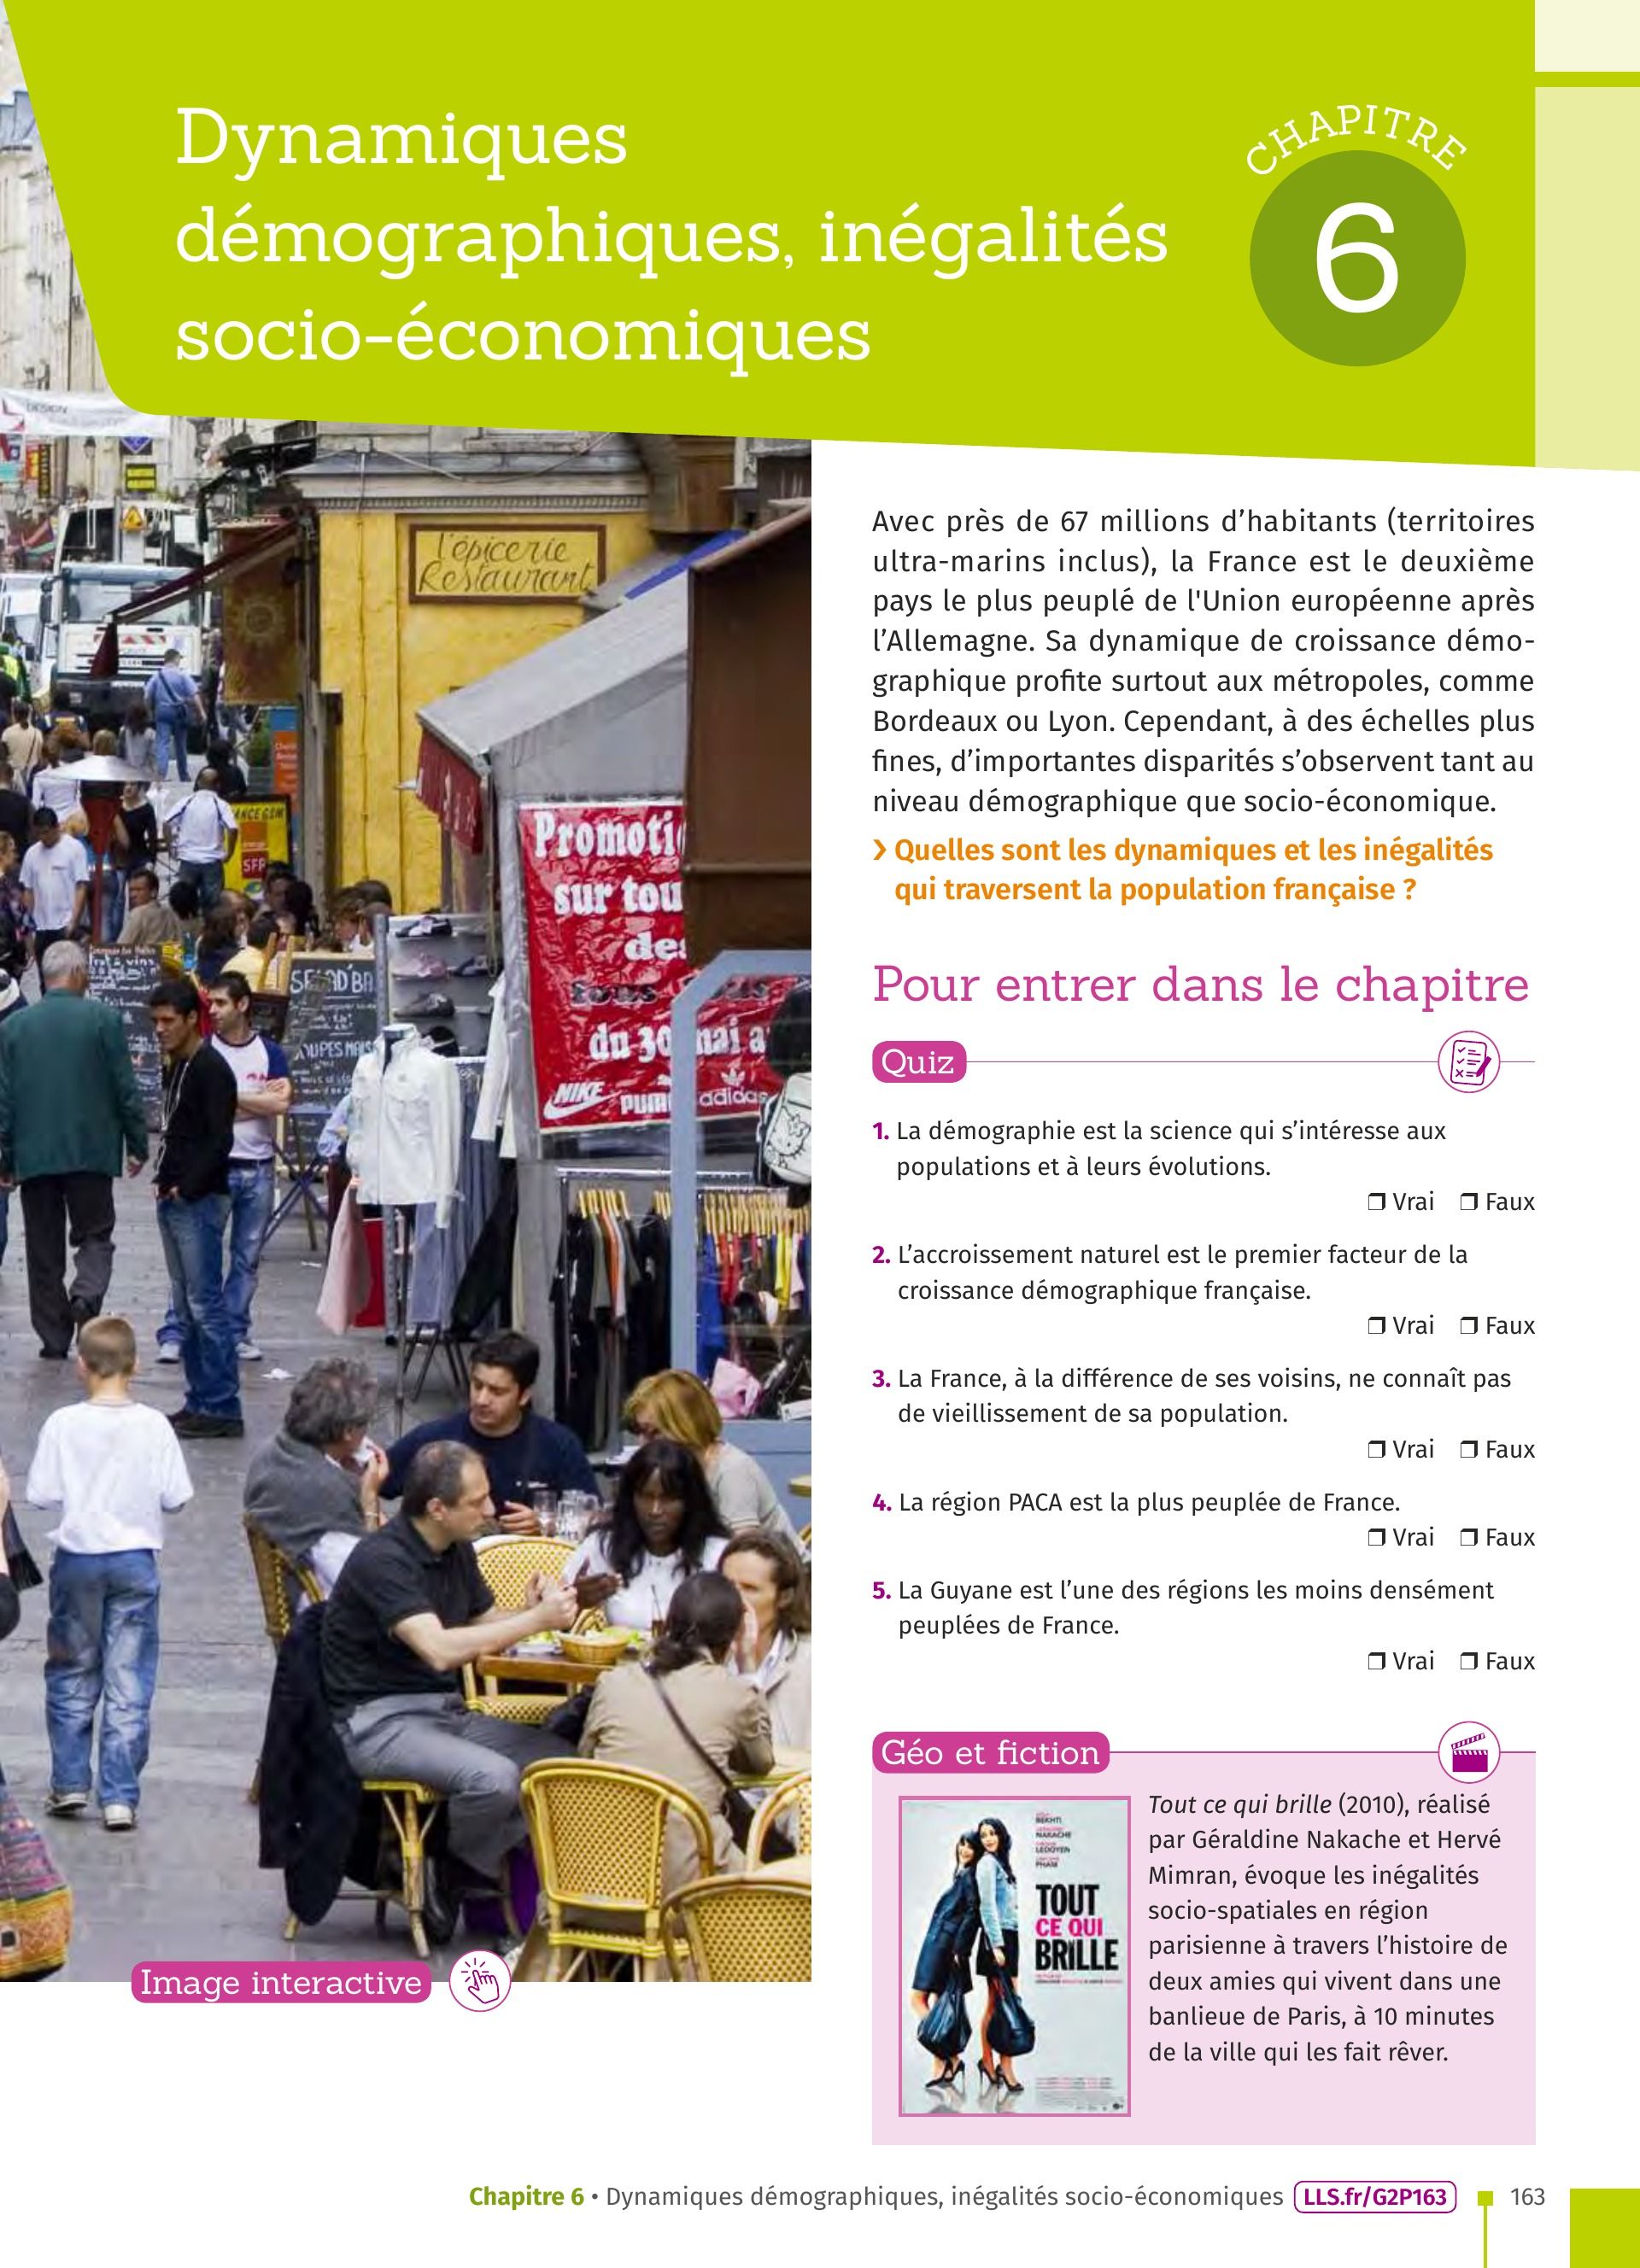 Dynamiques
démographiques, inégalités
socio-économiques
CHAPITRE
6
DESIGN
l'épicerie
Restaurant
SFR
Promoti
sur tou
des
tous
du 30 mai a
NIKE PUMA adidas
Avec près de 67 millions d’habitants (territoires
ultra-marins inclus), la France est le deuxième
pays le plus peuplé de l'Union européenne après
l’Allemagne. Sa dynamique de croissance démo-
graphique profite surtout aux métropoles, comme
Bordeaux ou Lyon. Cependant, à des échelles plus
fines, d’importantes disparités s’observent tant au
niveau démographique que socio-économique.
› Quelles sont les dynamiques et les inégalités
qui traversent la population française ?
Pour entrer dans le chapitre
Quiz
1. La démographie est la science qui s’intéresse aux
populations et à leurs évolutions.
❒ Vrai ❒ Faux
2. L’accroissement naturel est le premier facteur de la
croissance démographique française.
❒ Vrai ❒ Faux
3. La France, à la différence de ses voisins, ne connaît pas
de vieillissement de sa population.
❒ Vrai ❒ Faux
4. La région PACA est la plus peuplée de France.
❒ Vrai ❒ Faux
5. La Guyane est l’une des régions les moins densément
peuplées de France.
❒ Vrai ❒ Faux
Géo et fiction
BEKHTI
NAKACHE
LEDOYEN
PHAM
TOUT
CE QUI
BRILLE
Tout ce qui brille (2010), réalisé
par Géraldine Nakache et Hervé
Mimran, évoque les inégalités
socio-spatiales en région
parisienne à travers l’histoire de
deux amies qui vivent dans une
banlieue de Paris, à 10 minutes
de la ville qui les fait rêver.
Image interactive
Chapitre 6 • Dynamiques démographiques, inégalités socio-économiques LLS.fr/G2P163 163